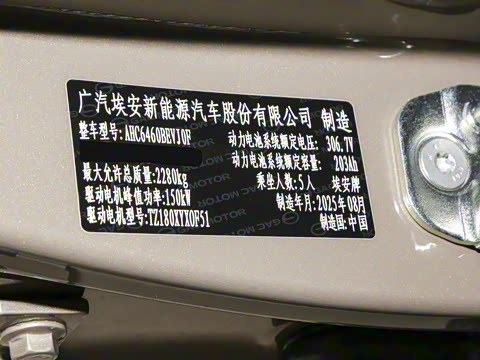 广汽埃安新能源汽车股份有限公司 制造
整车型号: AHC6460BEVJ0F 动力电池系统额定电压: 306.7V
动力电池系统额定容量: 203Ah
最大允许总质量: 2280kg 乘坐人数: 5人 埃安牌
驱动电机峰值功率: 150kW 制造年月: 2025年08月
驱动电机型号: TZ180XYX0F51 制造国: 中国
GAC MOTOR